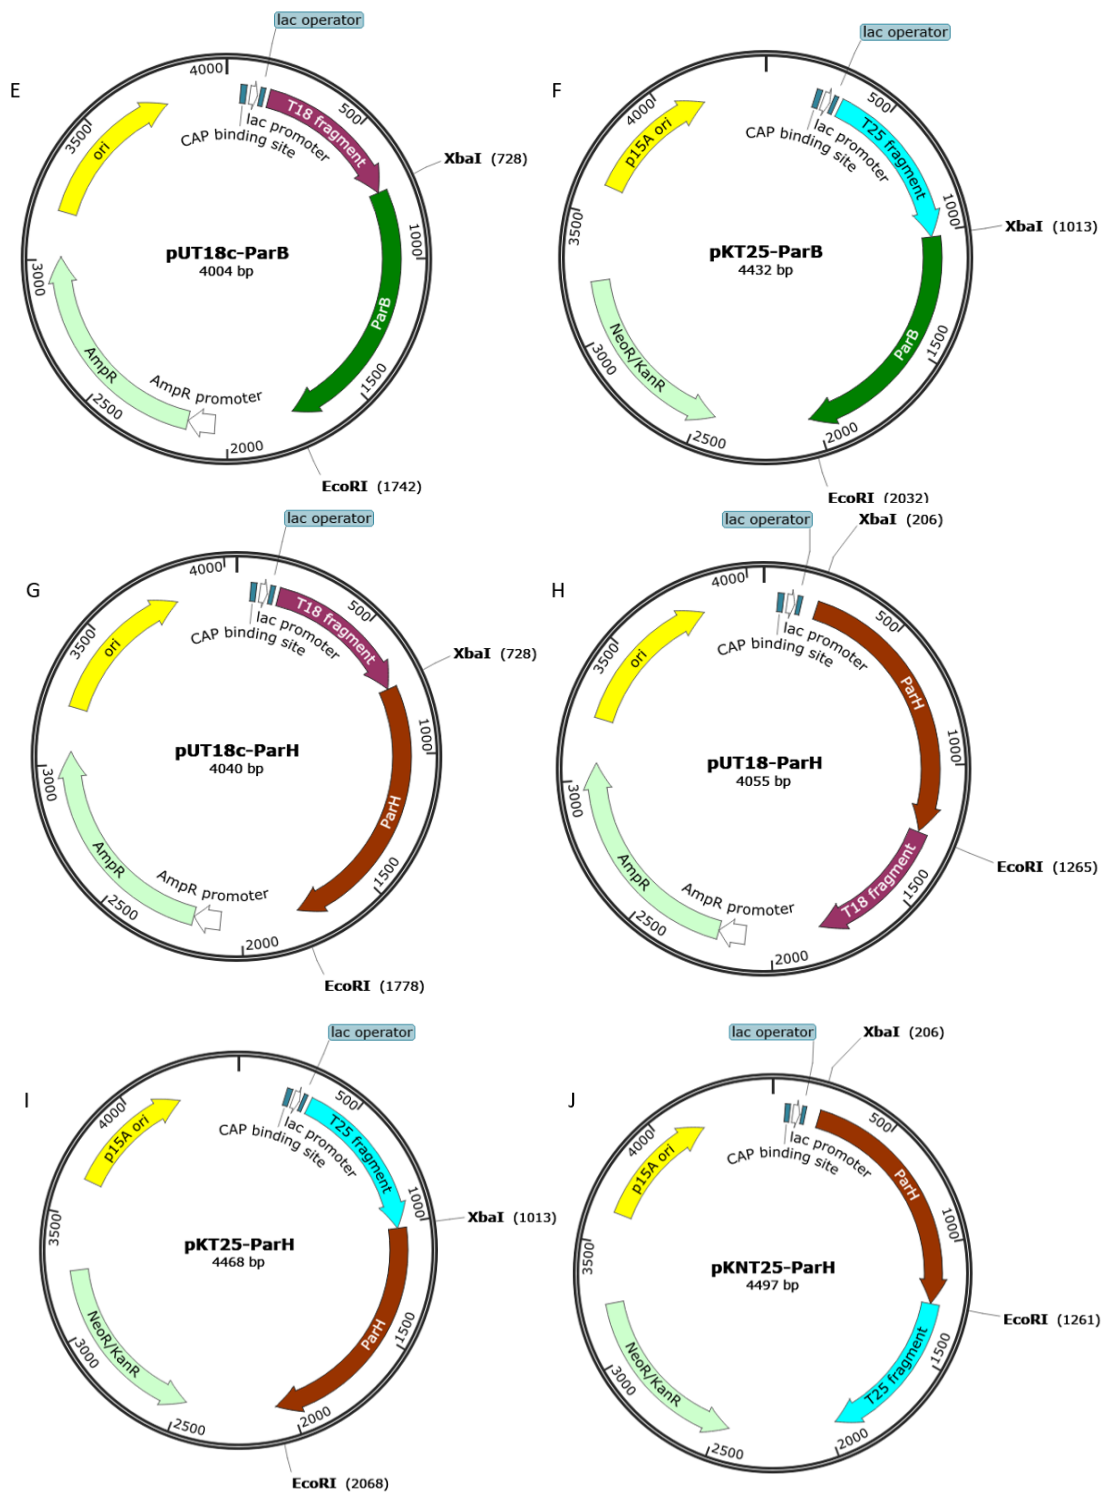 E
lac operator
4000
500
1000
1500
2000
2500
3000
3500
CAP binding site
lac promoter
T18 fragment
XbaI (728)
ParB
EcoRI (1742)
AmpR promoter
AmpR
ori
pUT18c-ParB
4004 bp
F
lac operator
500
1000
1500
2000
2500
3000
3500
4000
CAP binding site
lac promoter
T25 fragment
XbaI (1013)
ParB
EcoRI (2032)
NeoR/KanR
p15A ori
pKT25-ParB
4432 bp
G
lac operator
4000
500
1000
1500
2000
2500
3000
3500
CAP binding site
lac promoter
T18 fragment
XbaI (728)
ParH
EcoRI (1778)
AmpR promoter
AmpR
ori
pUT18c-ParH
4040 bp
H
lac operator
XbaI (206)
4000
500
1000
1500
2000
2500
3000
3500
CAP binding site
lac promoter
ParH
EcoRI (1265)
T18 fragment
AmpR promoter
AmpR
ori
pUT18-ParH
4055 bp
I
lac operator
500
1000
1500
2000
2500
3000
3500
4000
CAP binding site
lac promoter
T25 fragment
XbaI (1013)
ParH
EcoRI (2068)
NeoR/KanR
p15A ori
pKT25-ParH
4468 bp
J
lac operator
XbaI (206)
500
1000
1500
2000
2500
3000
3500
4000
CAP binding site
lac promoter
ParH
EcoRI (1261)
T25 fragment
NeoR/KanR
p15A ori
pKNT25-ParH
4497 bp